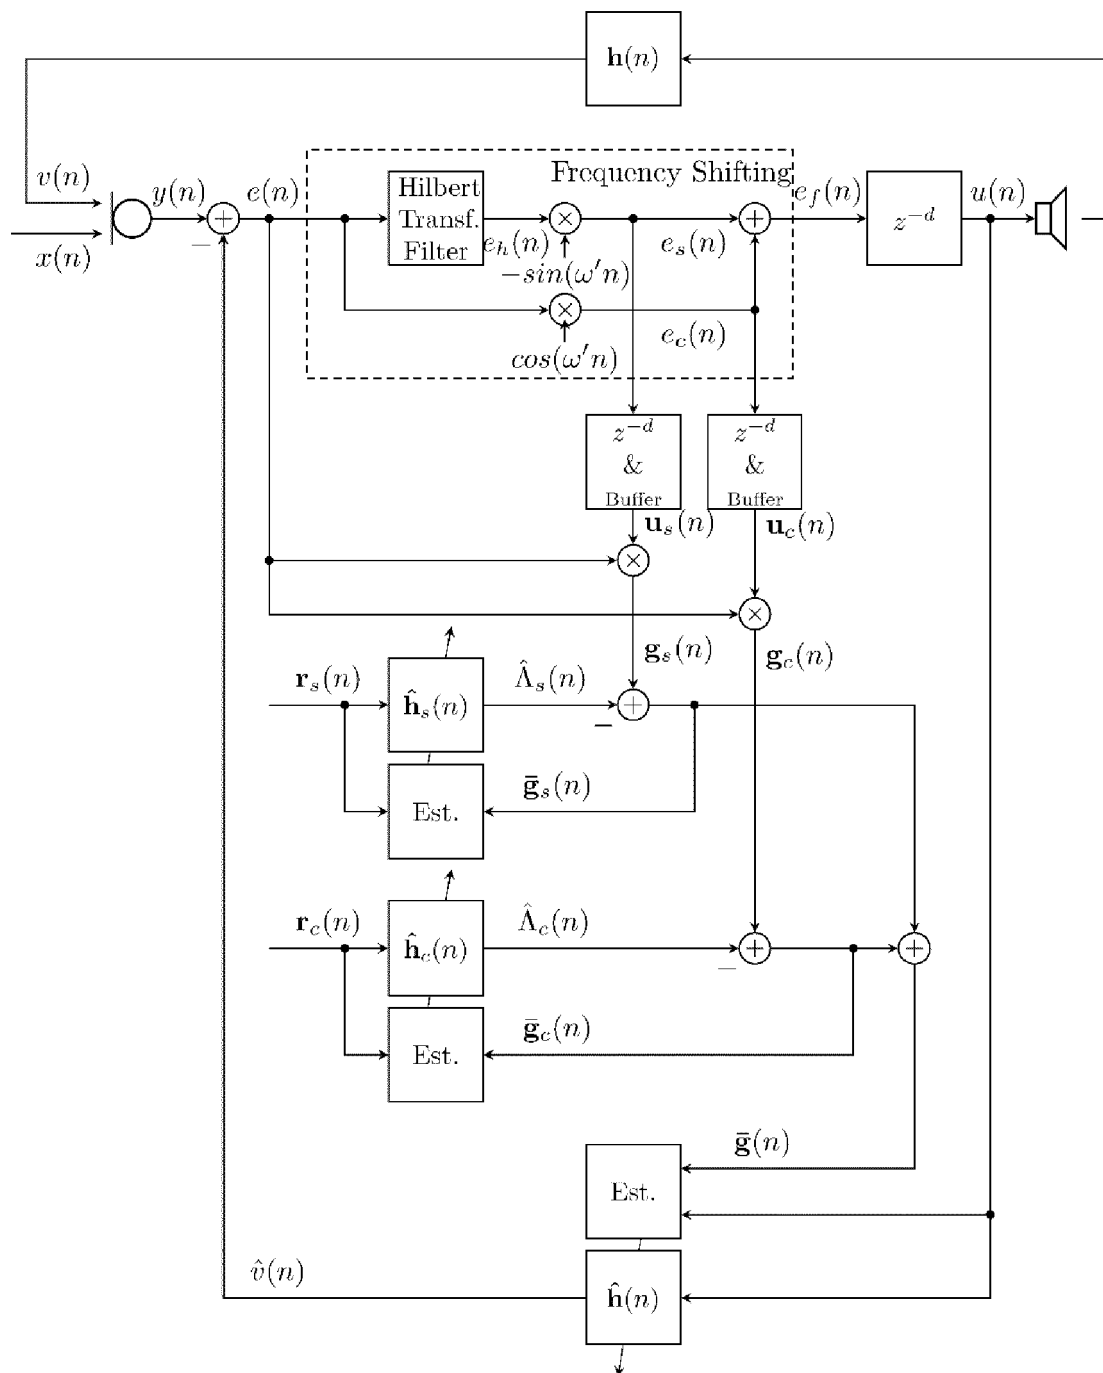 h(n)
v(n)
y(n)
e(n)
x(n)
−
+
Frequency Shifting
Hilbert
Transf.
Filter
e_h(n)
×
−sin(ω′n)
e_s(n)
+
e_f(n)
z^{−d}
u(n)
×
cos(ω′n)
e_c(n)
z^{−d}
&
Buffer
z^{−d}
&
Buffer
u_s(n)
u_c(n)
×
×
g_s(n)
g_c(n)
r_s(n)
ĥ_s(n)
Λ̂_s(n)
−
+
Est.
ḡ_s(n)
r_c(n)
ĥ_c(n)
Λ̂_c(n)
−
+
+
Est.
ḡ_c(n)
ḡ(n)
Est.
v̂(n)
ĥ(n)